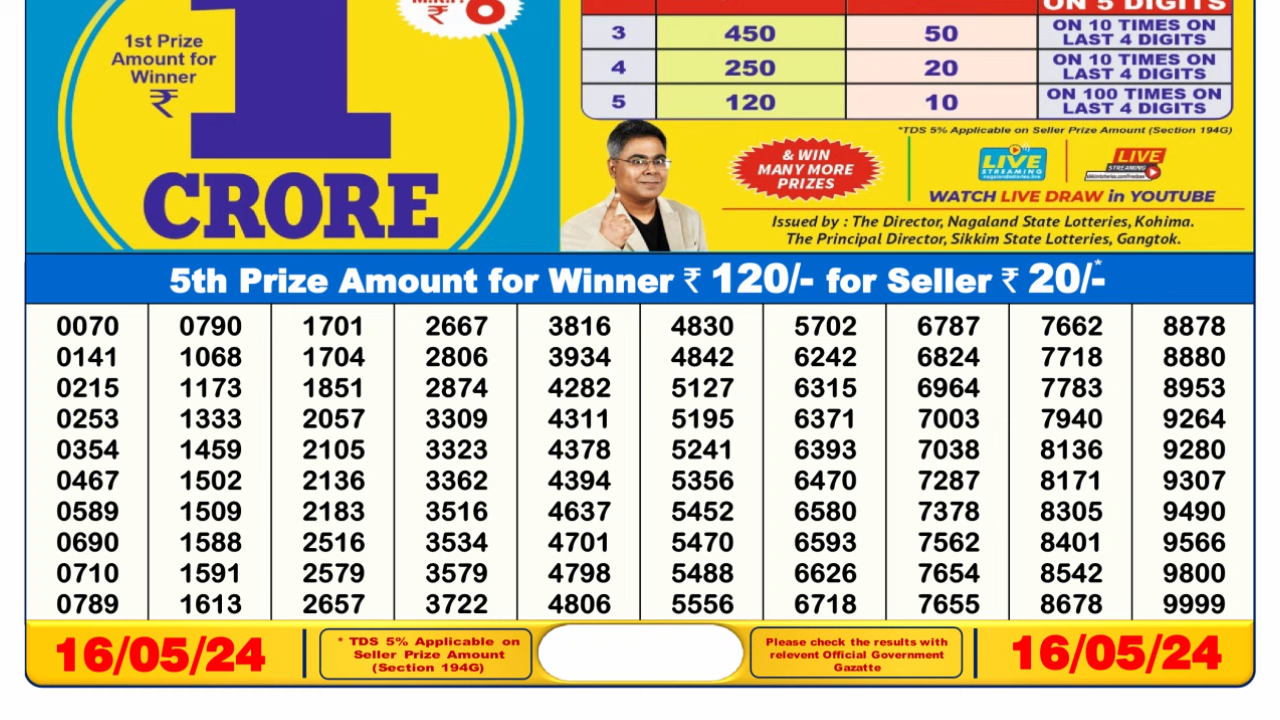 1
CRORE
1st Prize
Amount for
Winner
₹
₹ 6
ON 5 DIGITS
3 450 50 ON 10 TIMES ON LAST 4 DIGITS
4 250 20 ON 10 TIMES ON LAST 4 DIGITS
5 120 10 ON 100 TIMES ON LAST 4 DIGITS
*TDS 5% Applicable on Seller Prize Amount (Section 194G)
& WIN
MANY MORE
PRIZES
LIVE
STREAMING
LIVE
STREAMING
WATCH LIVE DRAW in YOUTUBE
Issued by : The Director, Nagaland State Lotteries, Kohima.
The Principal Director, Sikkim State Lotteries, Gangtok.
5th Prize Amount for Winner ₹ 120/- for Seller ₹ 20/-*
0070 0790 1701 2667 3816 4830 5702 6787 7662 8878
0141 1068 1704 2806 3934 4842 6242 6824 7718 8880
0215 1173 1851 2874 4282 5127 6315 6964 7783 8953
0253 1333 2057 3309 4311 5195 6371 7003 7940 9264
0354 1459 2105 3323 4378 5241 6393 7038 8136 9280
0467 1502 2136 3362 4394 5356 6470 7287 8171 9307
0589 1509 2183 3516 4637 5452 6580 7378 8305 9490
0690 1588 2516 3534 4701 5470 6593 7562 8401 9566
0710 1591 2579 3579 4798 5488 6626 7654 8542 9800
0789 1613 2657 3722 4806 5556 6718 7655 8678 9999
16/05/24
* TDS 5% Applicable on
Seller Prize Amount
(Section 194G)
Please check the results with
relevent Official Government
Gazatte
16/05/24